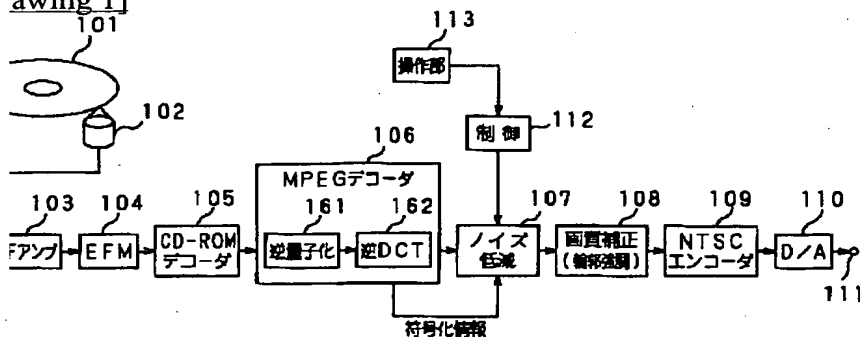 awing 1]
101
102
113
操作部
112
制御
106
MPEGデコーダ
161
162
逆量子化
逆DCT
103
104
105
107
108
109
110
Fアンプ
EFM
CD-ROM
デコーダ
ノイズ
低減
画質補正
(輪郭強調)
NTSC
エンコーダ
D/A
111
符号化情報